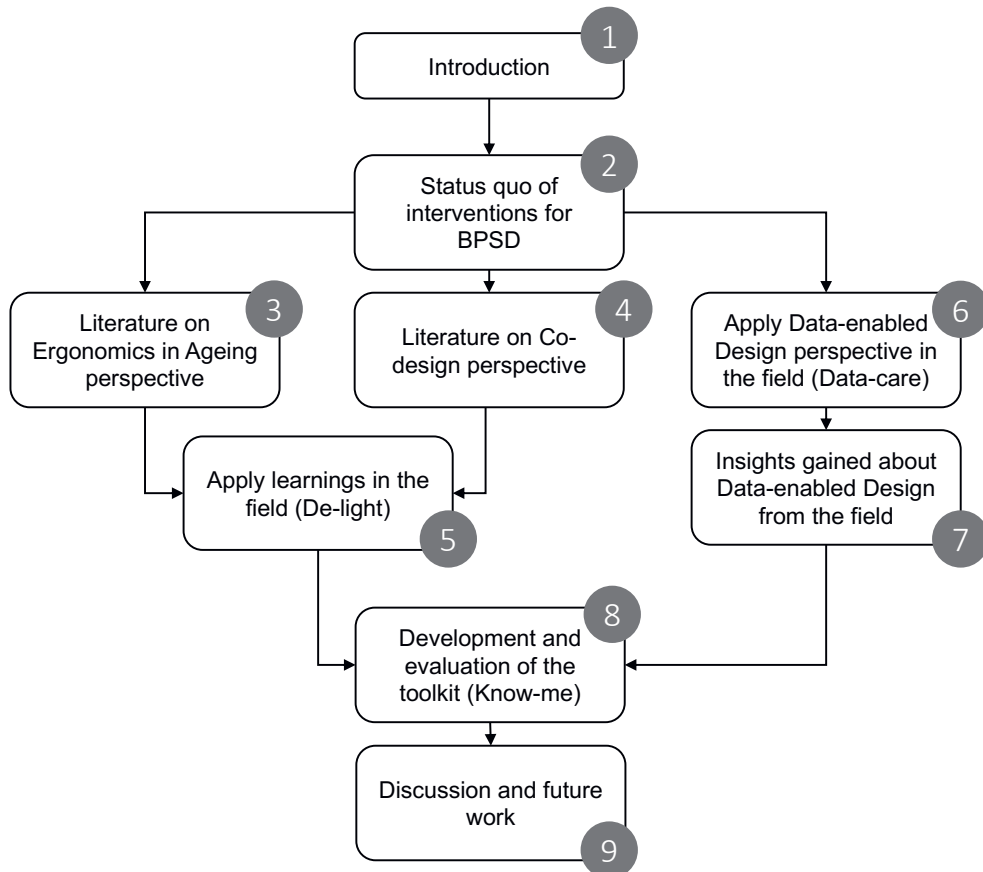 1
Introduction
2
Status quo of
interventions for
BPSD
3
Literature on
Ergonomics in Ageing
perspective
4
Literature on Co-
design perspective
6
Apply Data-enabled
Design perspective in
the field (Data-care)
Apply learnings in the
field (De-light)
5
Insights gained about
Data-enabled Design
from the field
7
8
Development and
evaluation of the
toolkit (Know-me)
Discussion and future
work
9